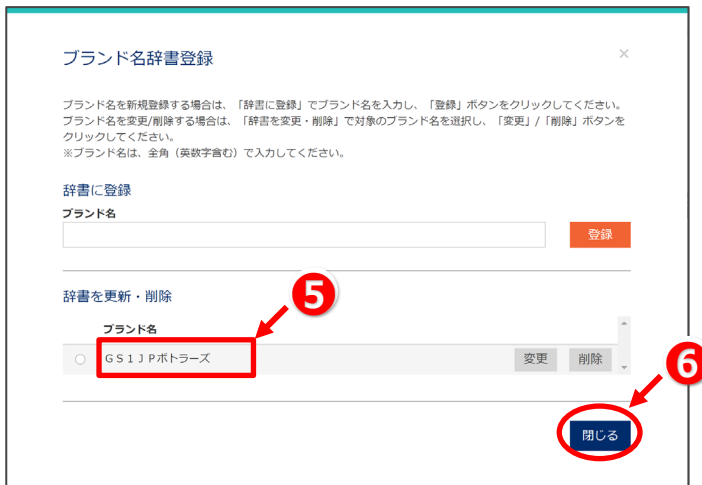 ブランド名辞書登録
×
ブランド名を新規登録する場合は、「辞書に登録」でブランド名を入力し、「登録」ボタンをクリックしてください。
ブランド名を変更/削除する場合は、「辞書を変更・削除」で対象のブランド名を選択し、「変更」/「削除」ボタンを
クリックしてください。
※ブランド名は、全角（英数字含む）で入力してください。
辞書に登録
ブランド名
登録
辞書を更新・削除
5
ブランド名
ＧＳ１ＪＰボトラーズ 変更 削除
6
閉じる